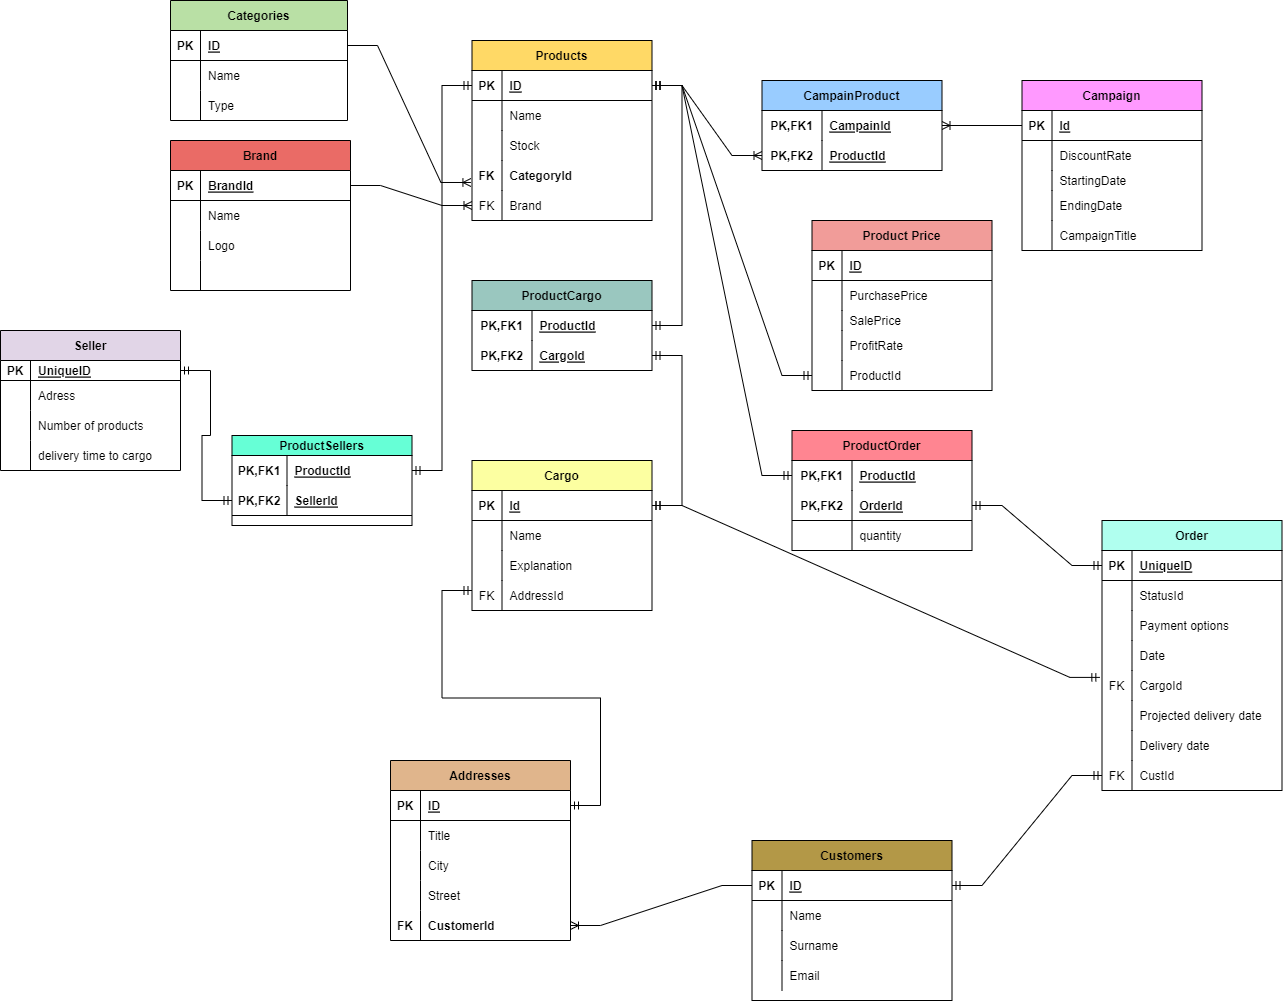 Categories
PK ID
Name
Type
Brand
PK BrandId
Name
Logo
Products
PK ID
Name
Stock
FK CategoryId
FK Brand
CampainProduct
PK,FK1 CampainId
PK,FK2 ProductId
Campaign
PK Id
DiscountRate
StartingDate
EndingDate
CampaignTitle
Product Price
PK ID
PurchasePrice
SalePrice
ProfitRate
ProductId
ProductCargo
PK,FK1 ProductId
PK,FK2 CargoId
Seller
PK UniqueID
Adress
Number of products
delivery time to cargo
ProductSellers
PK,FK1 ProductId
PK,FK2 SellerId
Cargo
PK Id
Name
Explanation
FK AddressId
ProductOrder
PK,FK1 ProductId
PK,FK2 OrderId
quantity
Order
PK UniqueID
StatusId
Payment options
Date
FK CargoId
Projected delivery date
Delivery date
FK CustId
Addresses
PK ID
Title
City
Street
FK CustomerId
Customers
PK ID
Name
Surname
Email